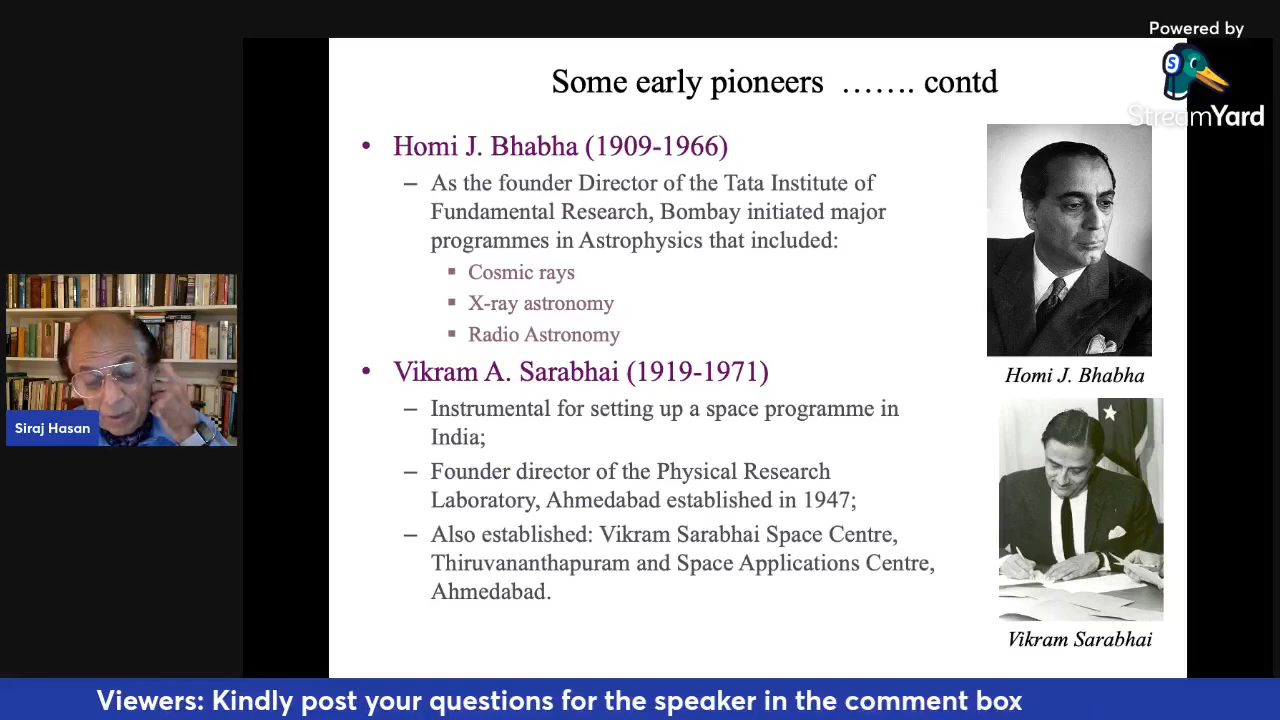 Powered by
S
StreamYard
Some early pioneers ……. contd
• Homi J. Bhabha (1909-1966)
– As the founder Director of the Tata Institute of
Fundamental Research, Bombay initiated major
programmes in Astrophysics that included:
▪ Cosmic rays
▪ X-ray astronomy
▪ Radio Astronomy
Homi J. Bhabha
• Vikram A. Sarabhai (1919-1971)
– Instrumental for setting up a space programme in
India;
– Founder director of the Physical Research
Laboratory, Ahmedabad established in 1947;
– Also established: Vikram Sarabhai Space Centre,
Thiruvananthapuram and Space Applications Centre,
Ahmedabad.
Vikram Sarabhai
Siraj Hasan
Viewers: Kindly post your questions for the speaker in the comment box